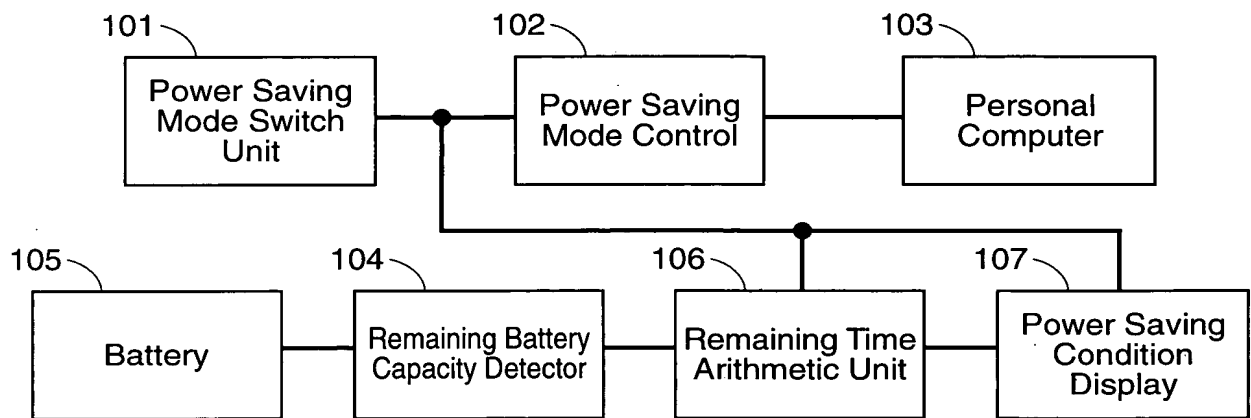 101
102
103
Power Saving
Mode Switch
Unit
Power Saving
Mode Control
Personal
Computer
105
104
106
107
Battery
Remaining Battery
Capacity Detector
Remaining Time
Arithmetic Unit
Power Saving
Condition
Display